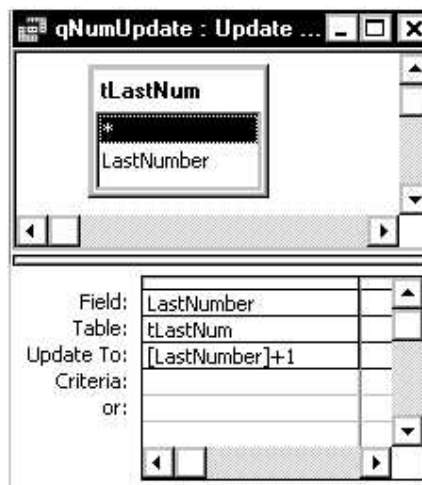 qNumUpdate : Update ...
tLastNum
*
LastNumber
Field: LastNumber
Table: tLastNum
Update To: [LastNumber]+1
Criteria:
or: